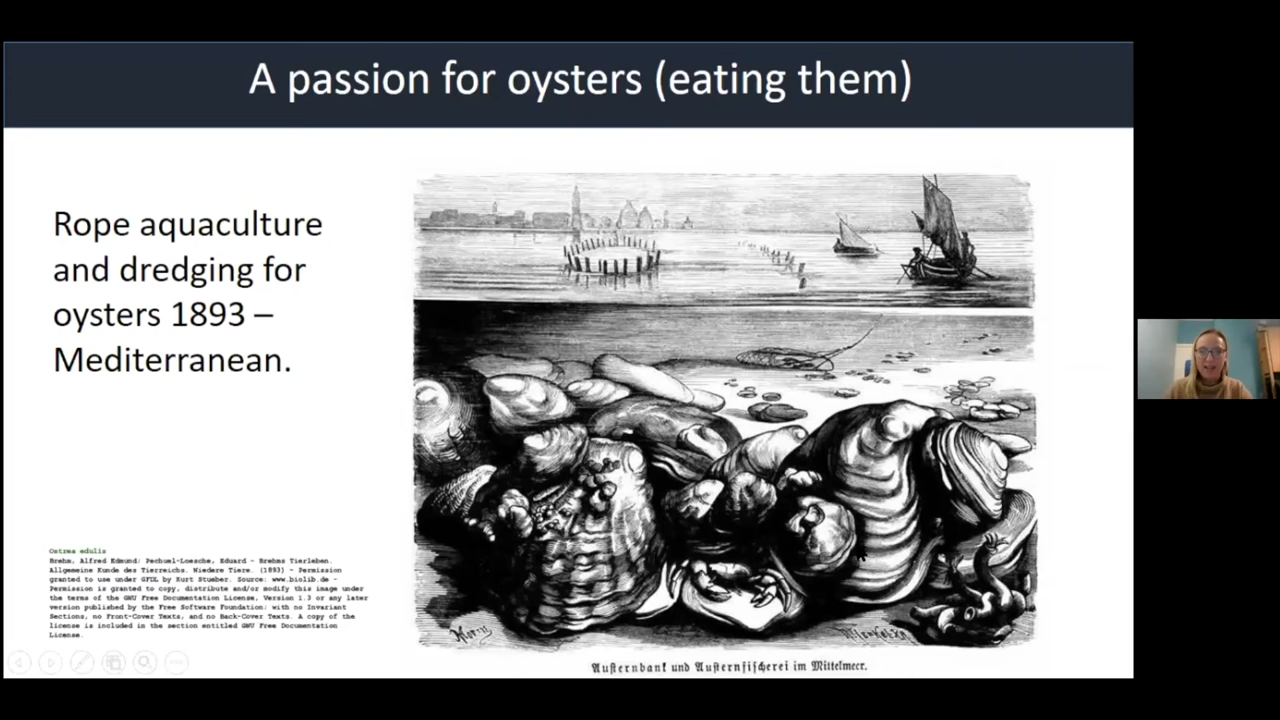 A passion for oysters (eating them)
Rope aquaculture
and dredging for
oysters 1893 –
Mediterranean.
Ostrea edulis
Brehm, Alfred Edmund; Pechuel-Loesche, Eduard - Brehms Tierleben.
Allgemeine Kunde des Tierreichs. Niedere Tiere. (1893) - Permission
granted to use under GFDL by Kurt Stueber. Source: www.biolib.de -
Permission is granted to copy, distribute and/or modify this image under
the terms of the GNU Free Documentation License, Version 1.3 or any later
version published by the Free Software Foundation; with no Invariant
Sections, no Front-Cover Texts, and no Back-Cover Texts. A copy of the
license is included in the section entitled GNU Free Documentation
License.
Austernbank und Austernfischerei im Mittelmeer.